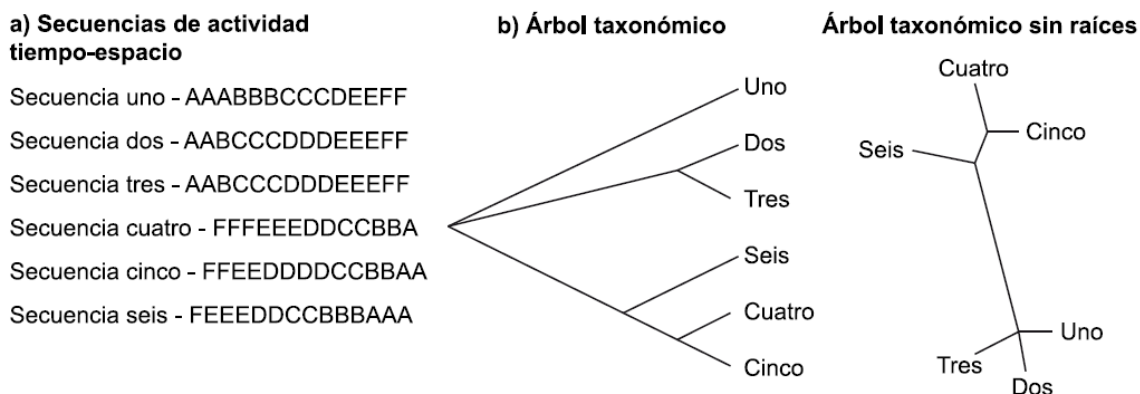 a) Secuencias de actividad
tiempo-espacio
Secuencia uno - AAABBBCCCDEEFF
Secuencia dos - AABCCCDDDEEEFF
Secuencia tres - AABCCCDDDEEEFF
Secuencia cuatro - FFFEEEDDCCBBA
Secuencia cinco - FFEEDDDDCCBBAA
Secuencia seis - FEEEDDCCBBBAAA
b) Árbol taxonómico
Uno
Dos
Tres
Seis
Cuatro
Cinco
Árbol taxonómico sin raíces
Cuatro
Cinco
Seis
Uno
Tres
Dos